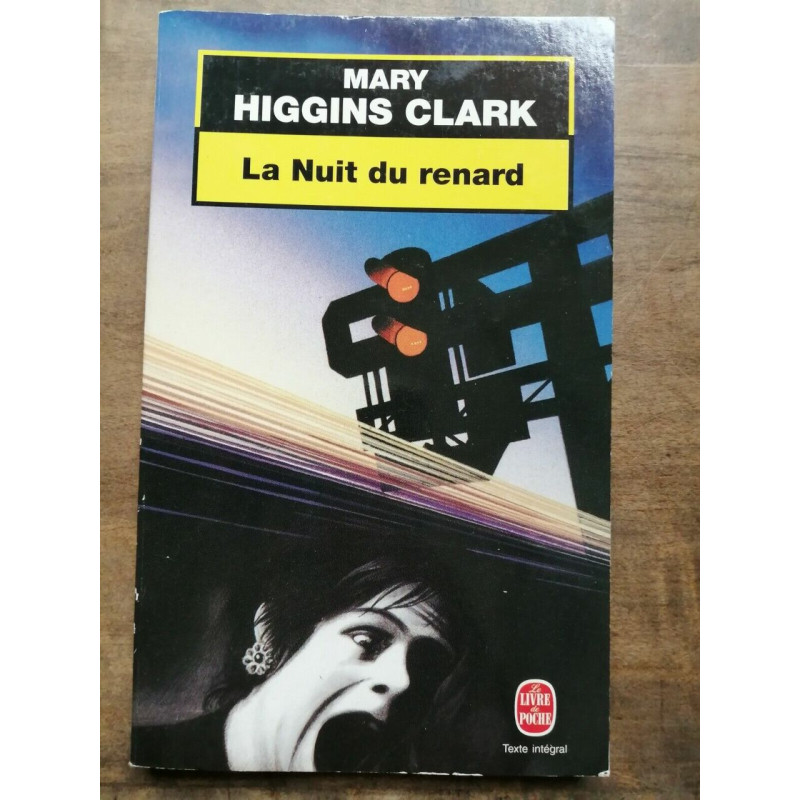 MARY
HIGGINS CLARK
La Nuit du renard
Le
LIVRE
de
POCHE
Texte intégral